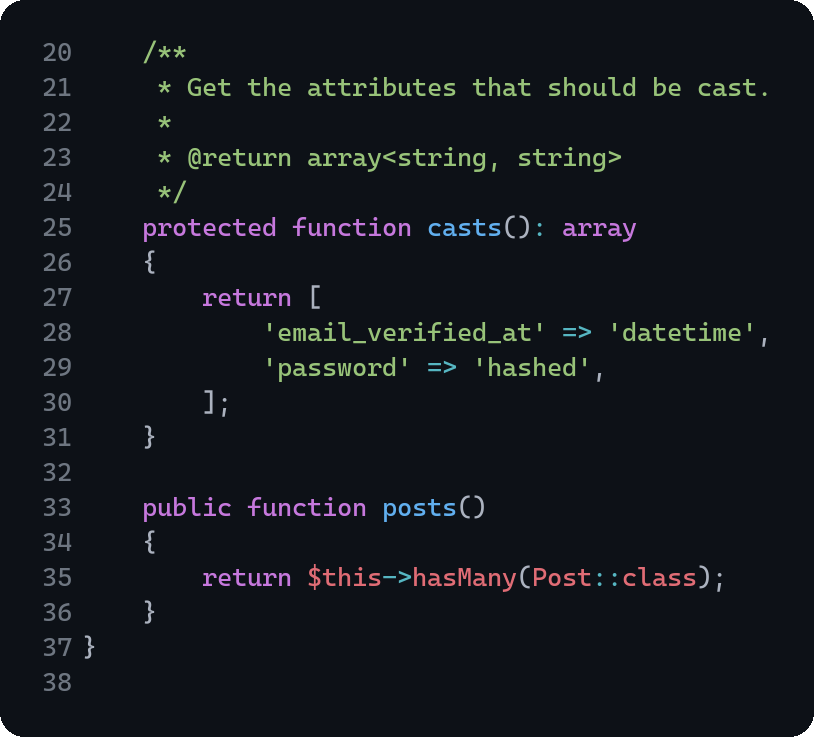 20     /**
21      * Get the attributes that should be cast.
22      *
23      * @return array<string, string>
24      */
25     protected function casts(): array
26     {
27         return [
28             'email_verified_at' => 'datetime',
29             'password' => 'hashed',
30         ];
31     }
32
33     public function posts()
34     {
35         return $this->hasMany(Post::class);
36     }
37 }
38